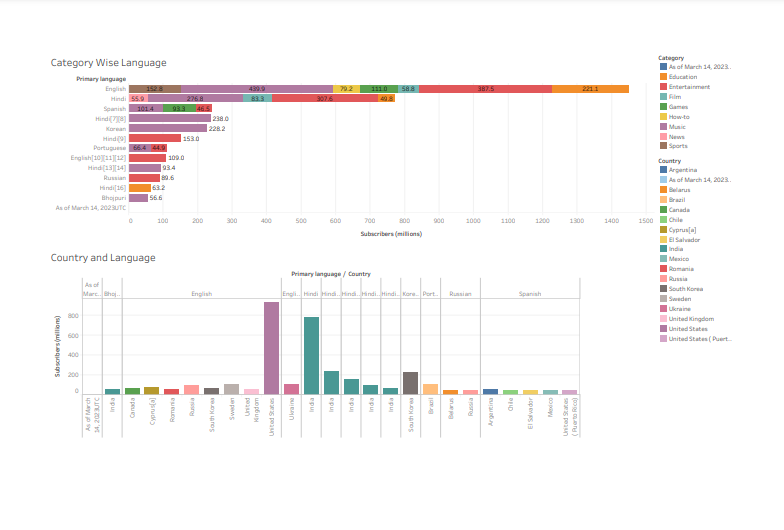 Category Wise Language
Primary language
English 152.8 439.9 79.2 111.0 58.8 387.5 221.1
Hindi 55.9 276.8 83.3 307.6 49.8
Spanish 101.4 93.3 46.5
Hindi[7][8] 238.0
Korean 228.2
Hindi[9] 153.0
Portuguese 66.4 44.9
English[10][11][12] 109.0
Hindi[13][14] 93.4
Russian 89.6
Hindi[16] 63.2
Bhojpuri 56.6
As of March 14, 2023UTC
0 100 200 300 400 500 600 700 800 900 1000 1100 1200 1300 1400 1500
Subscribers (millions)
Category
As of March 14, 2023..
Education
Entertainment
Film
Games
How-to
Music
News
Sports
Country
Argentina
As of March 14, 2023..
Belarus
Brazil
Canada
Chile
Cyprus[a]
El Salvador
India
Mexico
Romania
Russia
South Korea
Sweden
Ukraine
United Kingdom
United States
United States ( Puert..
Country and Language
Primary language / Country
As of
Marc.. Bhoj.. English Engli.. Hindi Hindi.. Hindi.. Hindi.. Hindi.. Kore.. Port.. Russian Spanish
Subscribers (millions)
800
600
400
200
0
As of March
14, 2023UTC
India
Canada
Cyprus[a]
Romania
Russia
South Korea
Sweden
United
Kingdom
United States
Ukraine
India
India
India
India
India
South Korea
Brazil
Belarus
Russia
Argentina
Chile
El Salvador
Mexico
United States
( Puerto Rico)